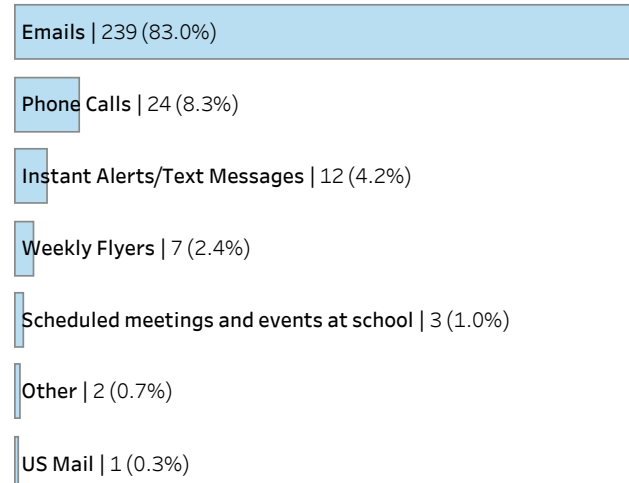 Emails | 239 (83.0%)
Phone Calls | 24 (8.3%)
Instant Alerts/Text Messages | 12 (4.2%)
Weekly Flyers | 7 (2.4%)
Scheduled meetings and events at school | 3 (1.0%)
Other | 2 (0.7%)
US Mail | 1 (0.3%)